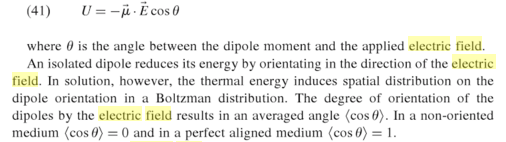 (41) U = −μ⃗ · E⃗ cos θ
where θ is the angle between the dipole moment and the applied electric field.
An isolated dipole reduces its energy by orientating in the direction of the electric
field. In solution, however, the thermal energy induces spatial distribution on the
dipole orientation in a Boltzman distribution. The degree of orientation of the
dipoles by the electric field results in an averaged angle ⟨cos θ⟩. In a non-oriented
medium ⟨cos θ⟩ = 0 and in a perfect aligned medium ⟨cos θ⟩ = 1.